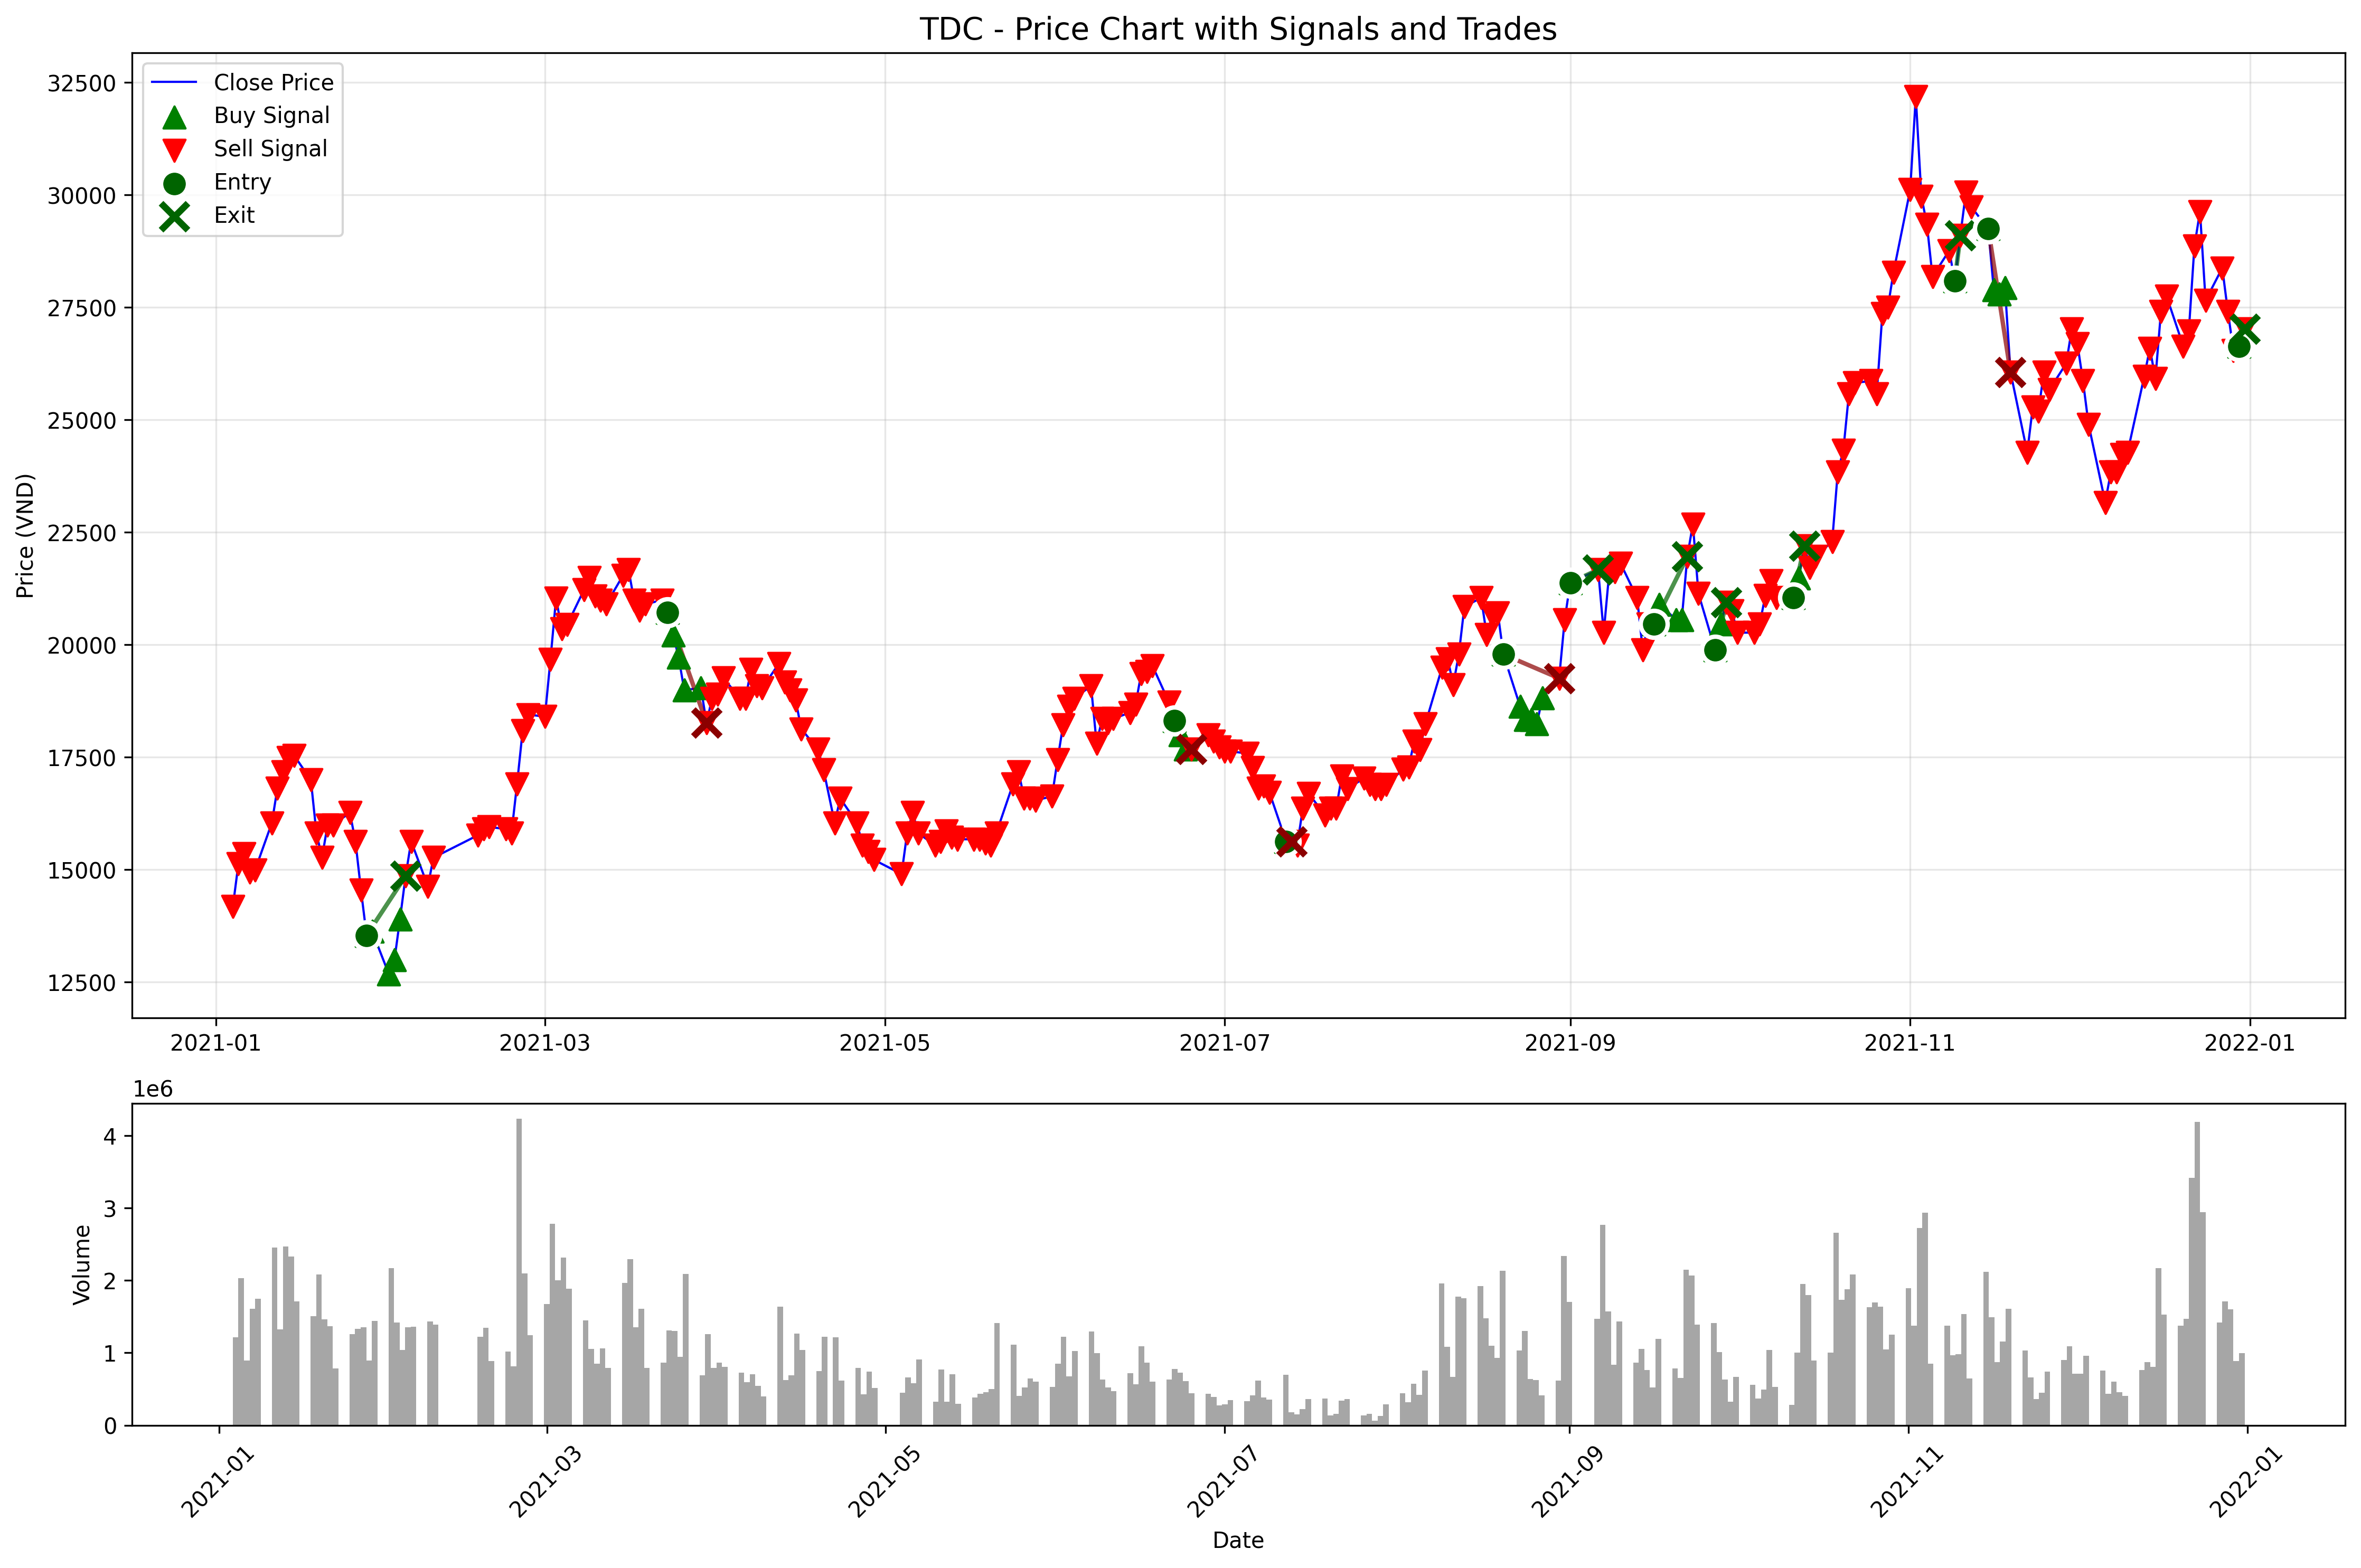 TDC - Price Chart with Signals and Trades
Close Price
Buy Signal
Sell Signal
Entry
Exit
Price (VND)
32500
30000
27500
25000
22500
20000
17500
15000
12500
2021-01
2021-03
2021-05
2021-07
2021-09
2021-11
2022-01
1e6
Volume
4
3
2
1
0
2021-01
2021-03
2021-05
2021-07
2021-09
2021-11
2022-01
Date